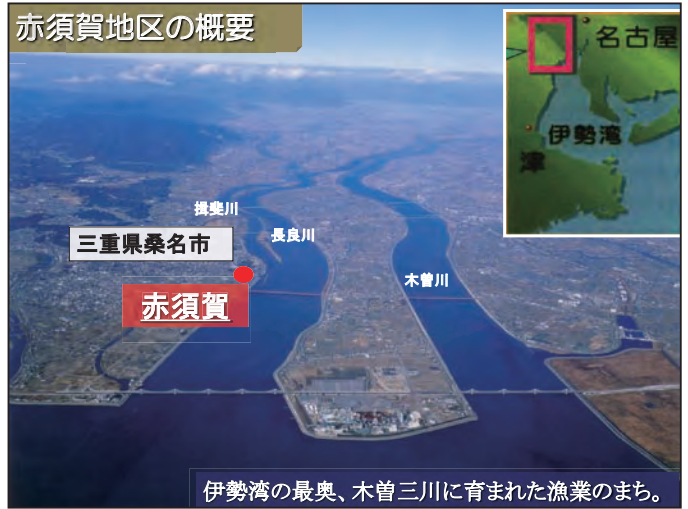 赤須賀地区の概要
名古屋
伊勢湾
津
揖斐川
長良川
三重県桑名市
木曽川
赤須賀
伊勢湾の最奥、木曽三川に育まれた漁業のまち。